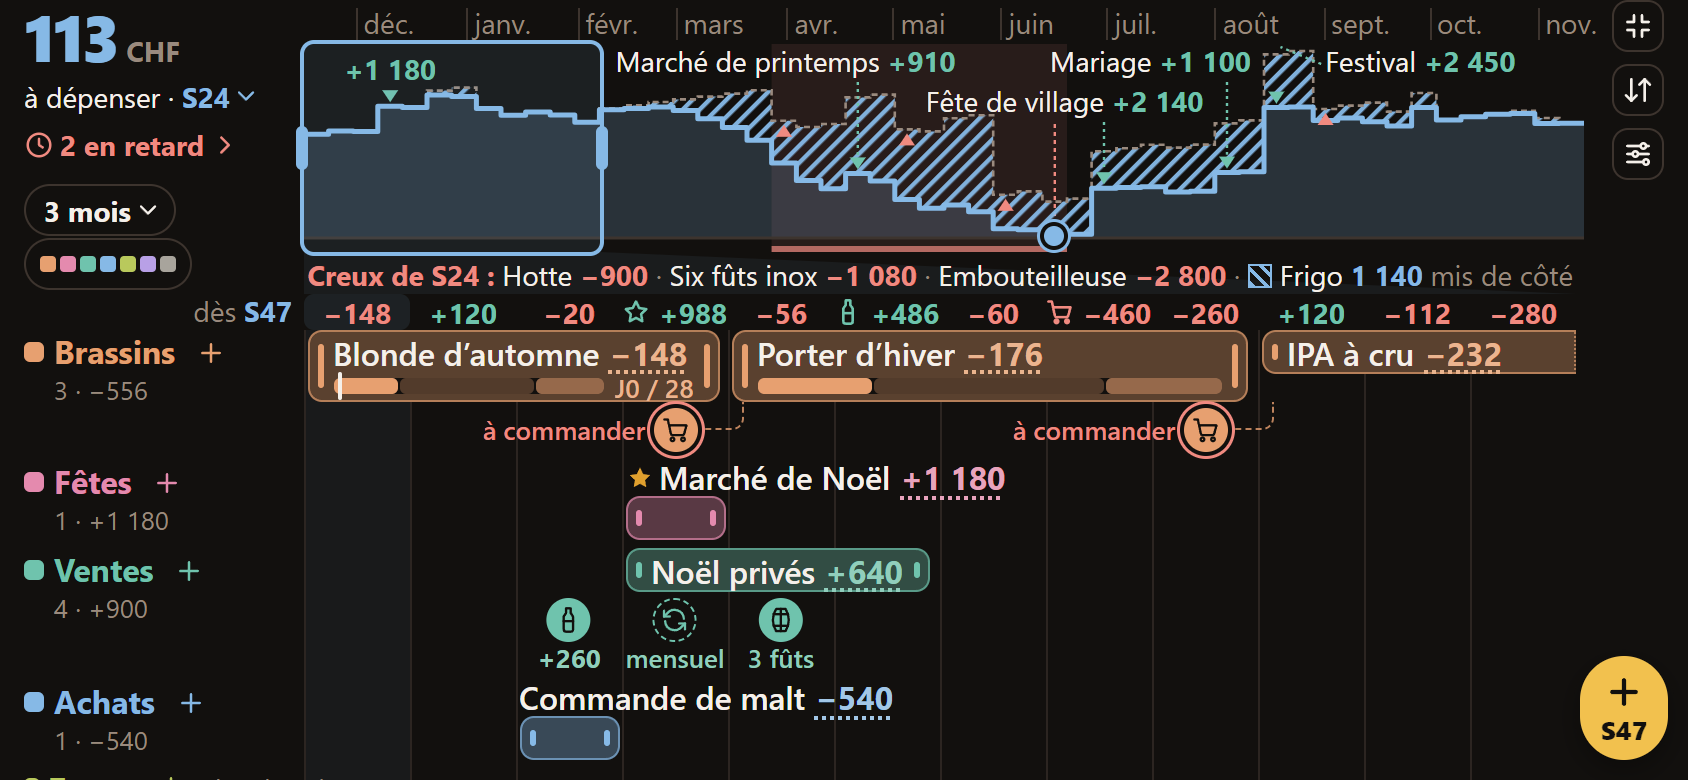 113 CHF
à dépenser · S24
2 en retard
3 mois
déc. janv. févr. mars avr. mai juin juil. août sept. oct. nov.
+1 180
Marché de printemps +910
Mariage +1 100
Festival +2 450
Fête de village +2 140
Creux de S24 : Hotte −900 · Six fûts inox −1 080 · Embouteilleuse −2 800 · Frigo 1 140 mis de côté
dès S47
−148 +120 −20 +988 −56 +486 −60 −460 −260 +120 −112 −280
Brassins +
3 · −556
Blonde d’automne −148
J0 / 28
Porter d’hiver −176
IPA à cru −232
à commander
à commander
Fêtes +
1 · +1 180
Marché de Noël +1 180
Ventes +
4 · +900
Noël privés +640
+260
mensuel
3 fûts
Achats +
1 · −540
Commande de malt −540
+
S47